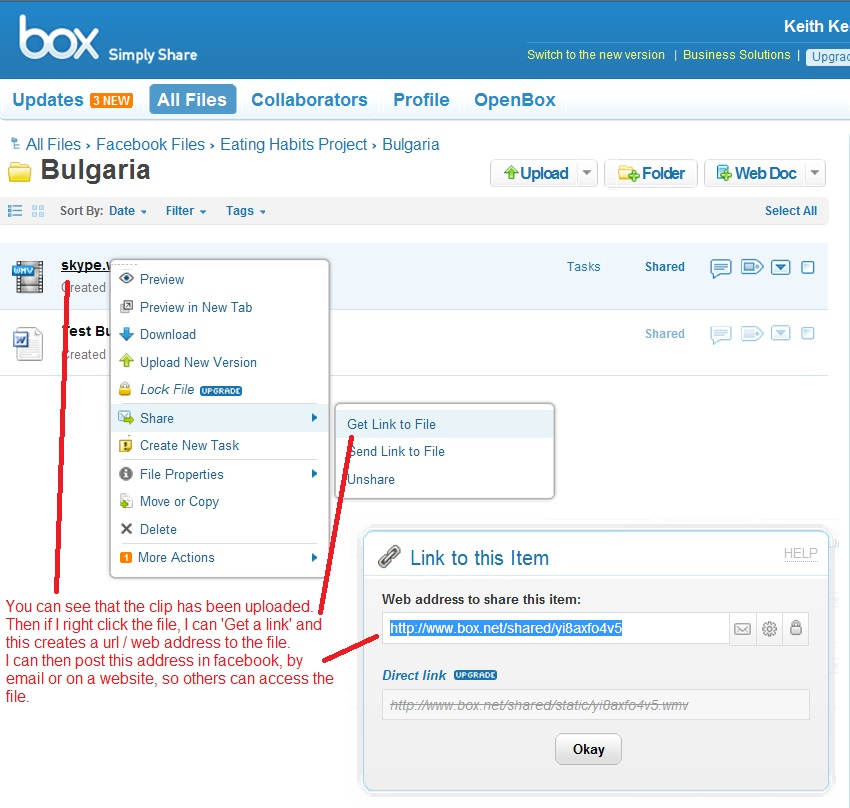 box Simply Share
Keith Ke
Switch to the new version | Business Solutions | Upgrad
Updates 3 NEW All Files Collaborators Profile OpenBox
All Files › Facebook Files › Eating Habits Project › Bulgaria
Bulgaria
Upload Folder Web Doc
Sort By: Date Filter Tags Select All
WMV
skype.w
Created
Tasks Shared
Test Bu
Created
Shared
Preview
Preview in New Tab
Download
Upload New Version
Lock File UPGRADE
Share
Create New Task
File Properties
Move or Copy
Delete
More Actions
Get Link to File
Send Link to File
Unshare
Link to this Item
HELP
Web address to share this item:
http://www.box.net/shared/yi8axfo4v5
Direct link UPGRADE
http://www.box.net/shared/static/yi8axfo4v5.wmv
Okay
You can see that the clip has been uploaded.
Then if I right click the file, I can 'Get a link' and
this creates a url / web address to the file.
I can then post this address in facebook, by
email or on a website, so others can access the
file.